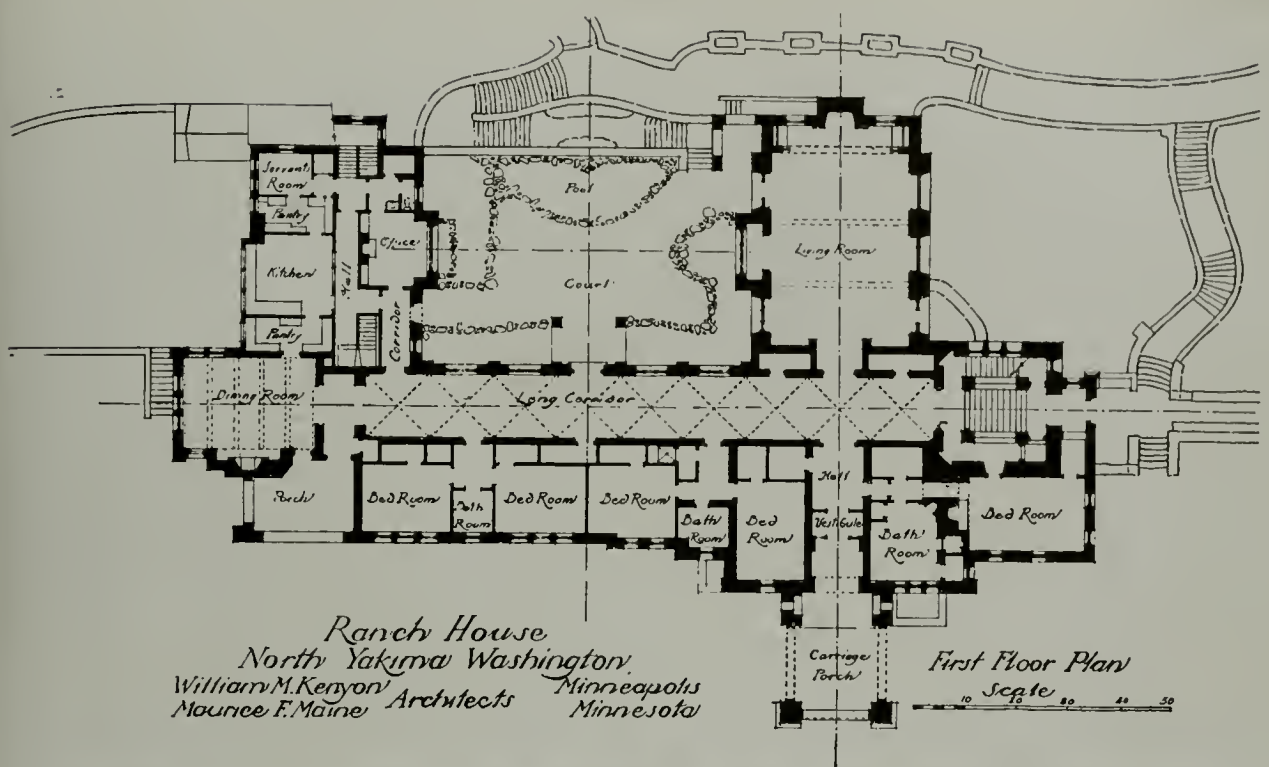 Servants
Room
Pool
Pantry
Office
Living Room
Kitchen
Hall
Court
Pantry
Corridor
Dining Room
Long Corridor
Porch
Bed Room
Bath
Room
Bed Room
Bed Room
Bath
Room
Bed
Room
Hall
Vestibule
Bath
Room
Bed Room
Carriage
Porch
Ranch House
North Yakima Washington
William M. Kenyon
Maurice F. Maine
Architects
Minneapolis
Minnesota
First Floor Plan
Scale
10 20 30 40 50